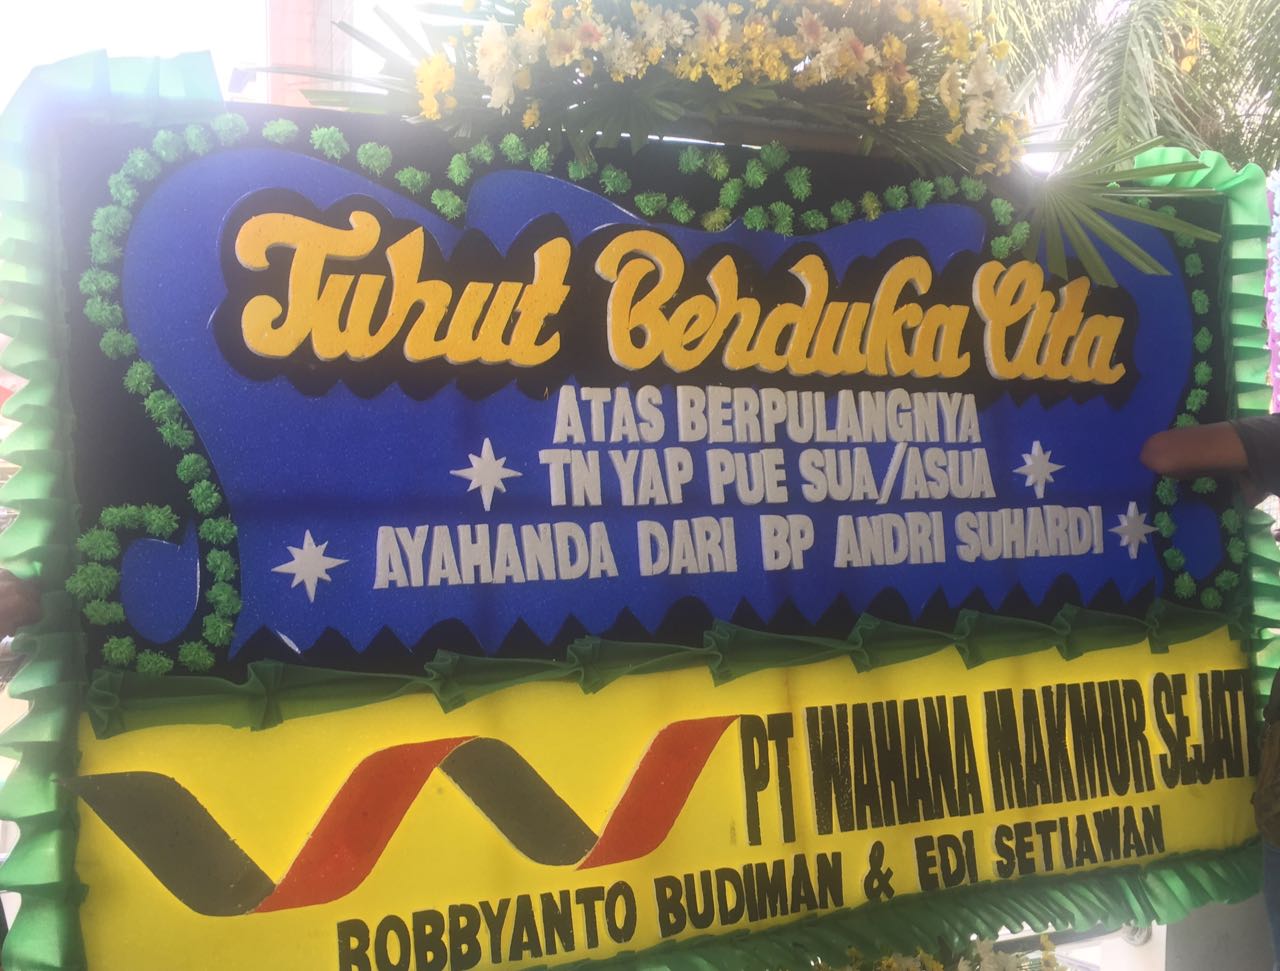 Turut Berduka Cita
ATAS BERPULANGNYA
TN YAP PUE SUA/ASUA
AYAHANDA DARI BP ANDRI SUHARDI
PT WAHANA MAKMUR SEJATI
ROBBYANTO BUDIMAN & EDI SETIAWAN